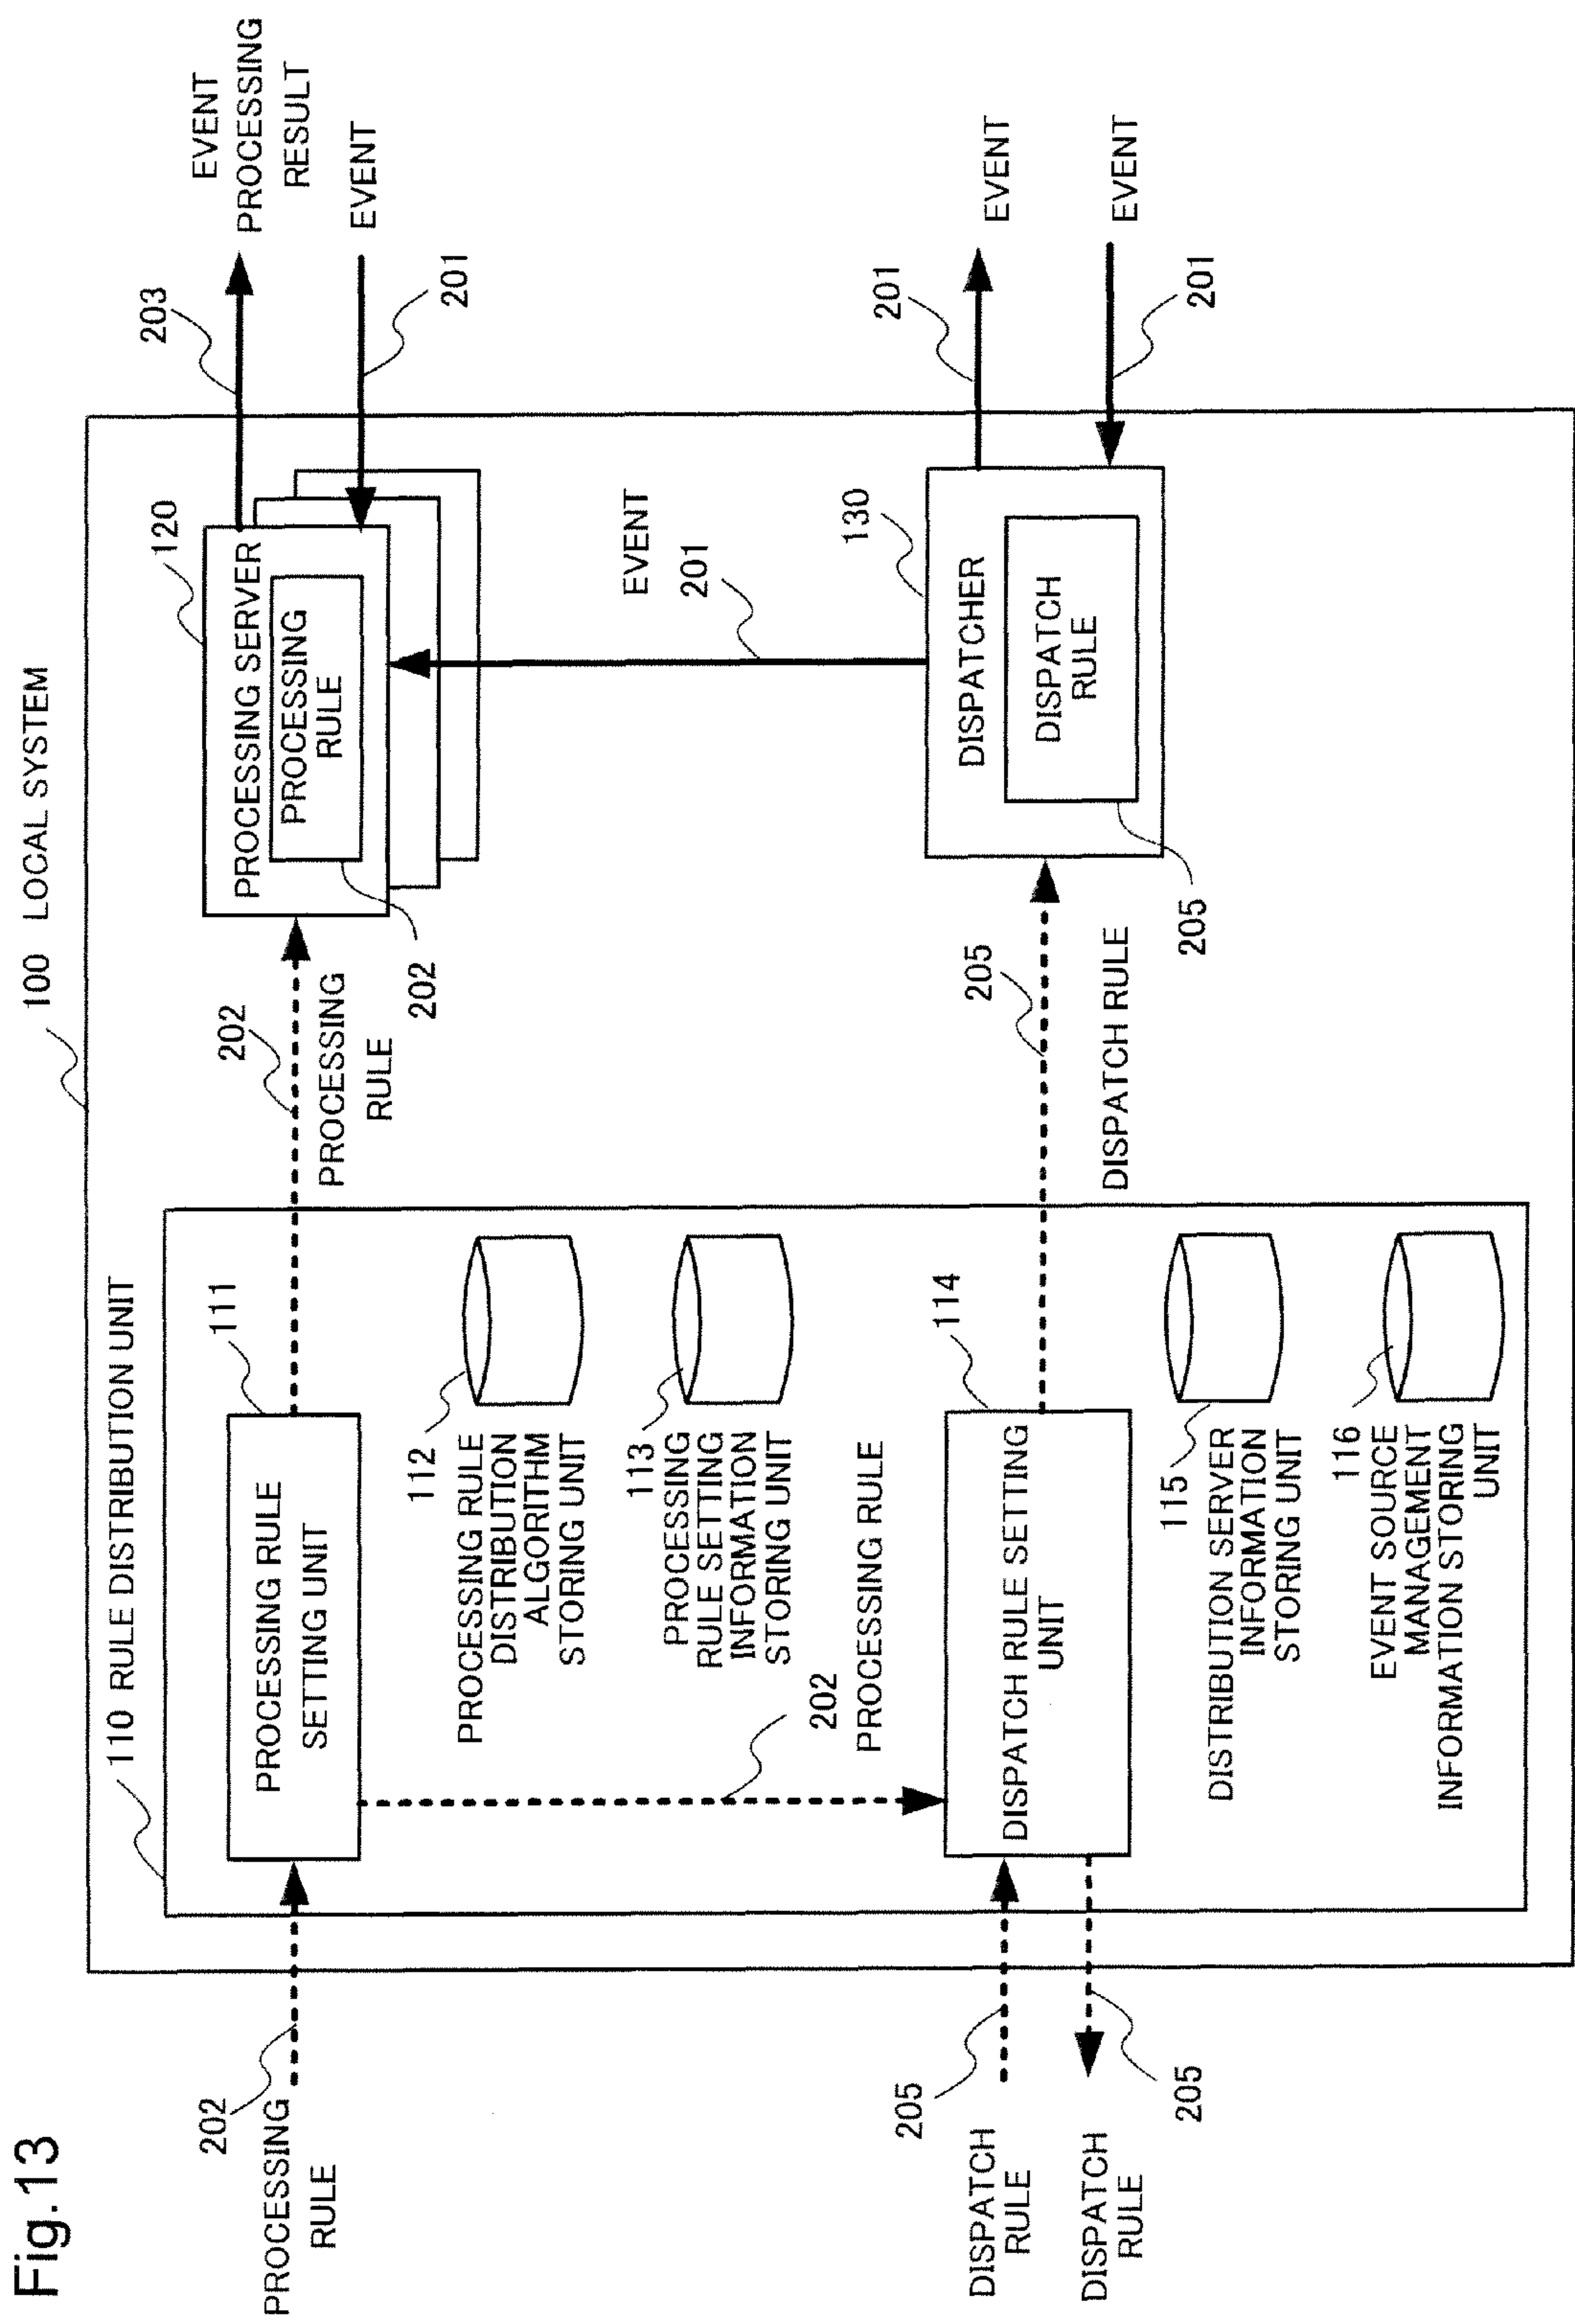 Fig.13
100 LOCAL SYSTEM
110 RULE DISTRIBUTION UNIT
202
PROCESSING
RULE
111
PROCESSING RULE
SETTING UNIT
202
PROCESSING
RULE
120
PROCESSING SERVER
PROCESSING
RULE
202
203
EVENT
PROCESSING
RESULT
EVENT
201
112
PROCESSING RULE
DISTRIBUTION
ALGORITHM
STORING UNIT
113
PROCESSING
RULE SETTING
INFORMATION
STORING UNIT
202
PROCESSING RULE
EVENT
201
205
DISPATCH
RULE
DISPATCH
RULE
205
114
DISPATCH RULE SETTING
UNIT
205
DISPATCH RULE
130
DISPATCHER
DISPATCH
RULE
205
201
EVENT
EVENT
201
115
DISTRIBUTION SERVER
INFORMATION
STORING UNIT
116
EVENT SOURCE
MANAGEMENT
INFORMATION STORING
UNIT